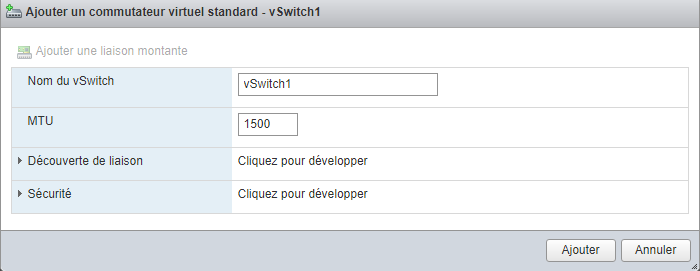 Ajouter un commutateur virtuel standard - vSwitch1
Ajouter une liaison montante
Nom du vSwitch vSwitch1
MTU 1500
Découverte de liaison Cliquez pour développer
Sécurité Cliquez pour développer
Ajouter Annuler